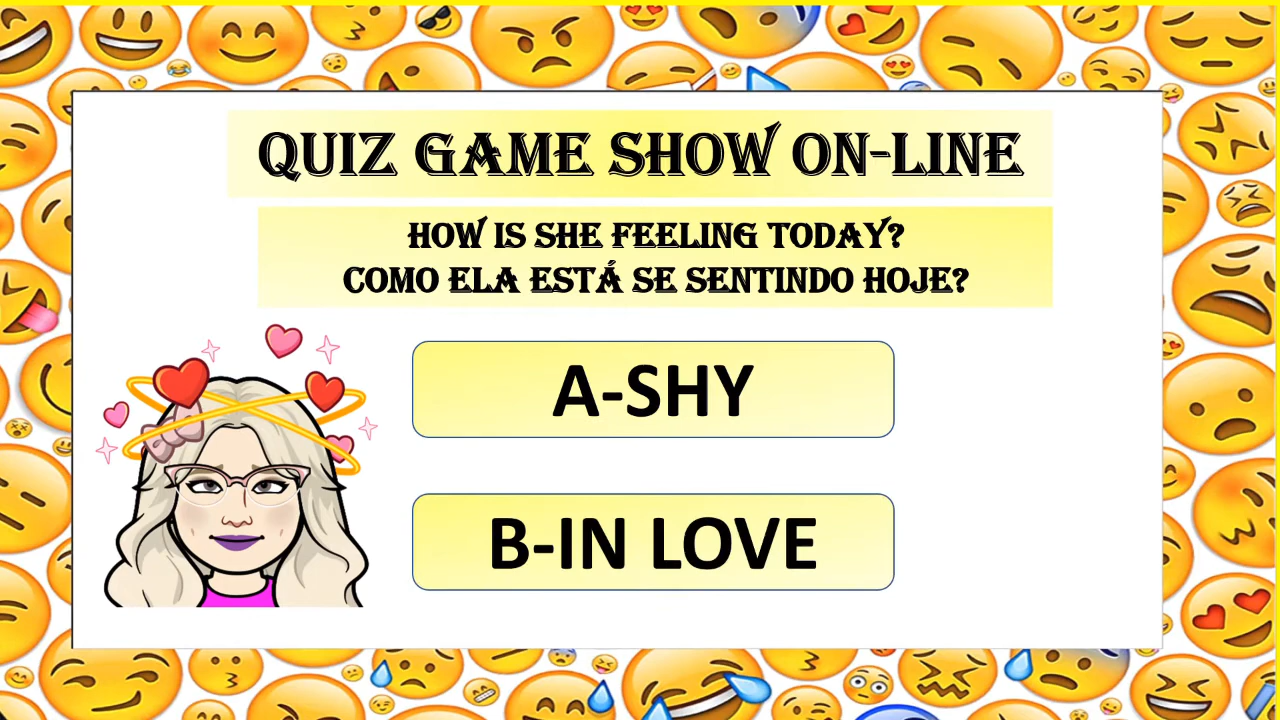 QUIZ GAME SHOW ON-LINE
HOW IS SHE FEELING TODAY?
COMO ELA ESTÁ SE SENTINDO HOJE?
A-SHY
B-IN LOVE